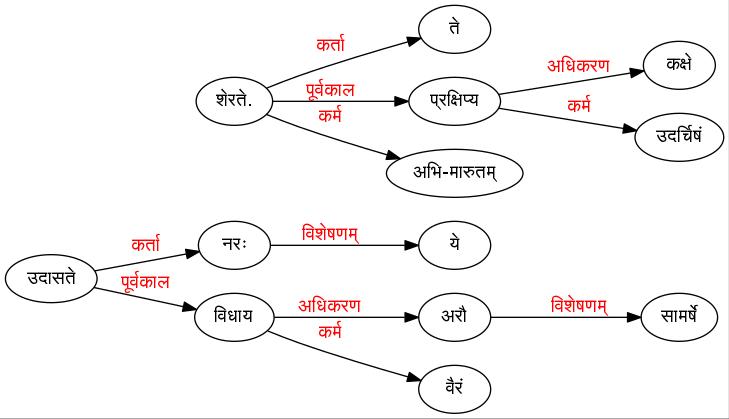 ते
कर्ता
कक्षे
अधिकरण
शेरते.
पूर्वकाल
प्रक्षिप्य
कर्म
कर्म
उदर्चिषं
अभि-मारुतम्
कर्ता
नरः
विशेषणम्
ये
उदासते
पूर्वकाल
विधाय
अधिकरण
अरौ
विशेषणम्
सामर्षे
कर्म
वैरं